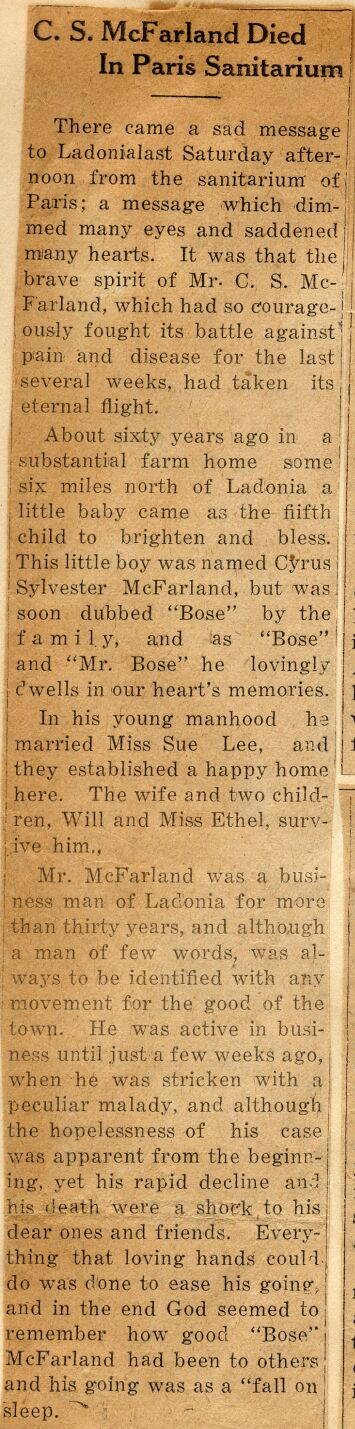 C. S. McFarland Died
In Paris Sanitarium
There came a sad message
to Ladonialast Saturday after-
noon from the sanitarium of
Paris; a message which dim-
med many eyes and saddened
many hearts. It was that the
brave spirit of Mr. C. S. Mc-
Farland, which had so courage-
ously fought its battle against
pain and disease for the last
several weeks, had taken its
eternal flight.
About sixty years ago in a
substantial farm home some
six miles north of Ladonia a
little baby came as the fiifth
child to brighten and bless.
This little boy was named Cyrus
Sylvester McFarland, but was
soon dubbed "Bose" by the
family, and as "Bose"
and "Mr. Bose" he lovingly
dwells in our heart's memories.
In his young manhood he
married Miss Sue Lee, and
they established a happy home
here. The wife and two child-
ren, Will and Miss Ethel, surv-
ive him.,
Mr. McFarland was a busi-
ness man of Ladonia for more
than thirty years, and although
a man of few words, was al-
ways to be identified with any
movement for the good of the
town. He was active in busi-
ness until just a few weeks ago,
when he was stricken with a
peculiar malady, and although
the hopelessness of his case
was apparent from the beginn-
ing, yet his rapid decline and
his death were a shock to his
dear ones and friends. Every-
thing that loving hands could
do was done to ease his going,
and in the end God seemed to
remember how good "Bose"
McFarland had been to others
and his going was as a "fall on
sleep.